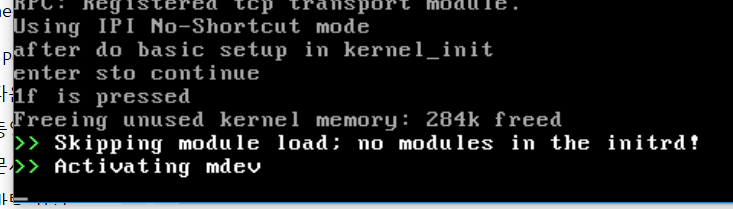 RPC: Registered tcp transport module.
Using IPI No-Shortcut mode
after do basic setup in kernel_init
enter sto continue
1f is pressed
Freeing unused kernel memory: 284k freed
>> Skipping module load; no modules in the initrd!
>> Activating mdev